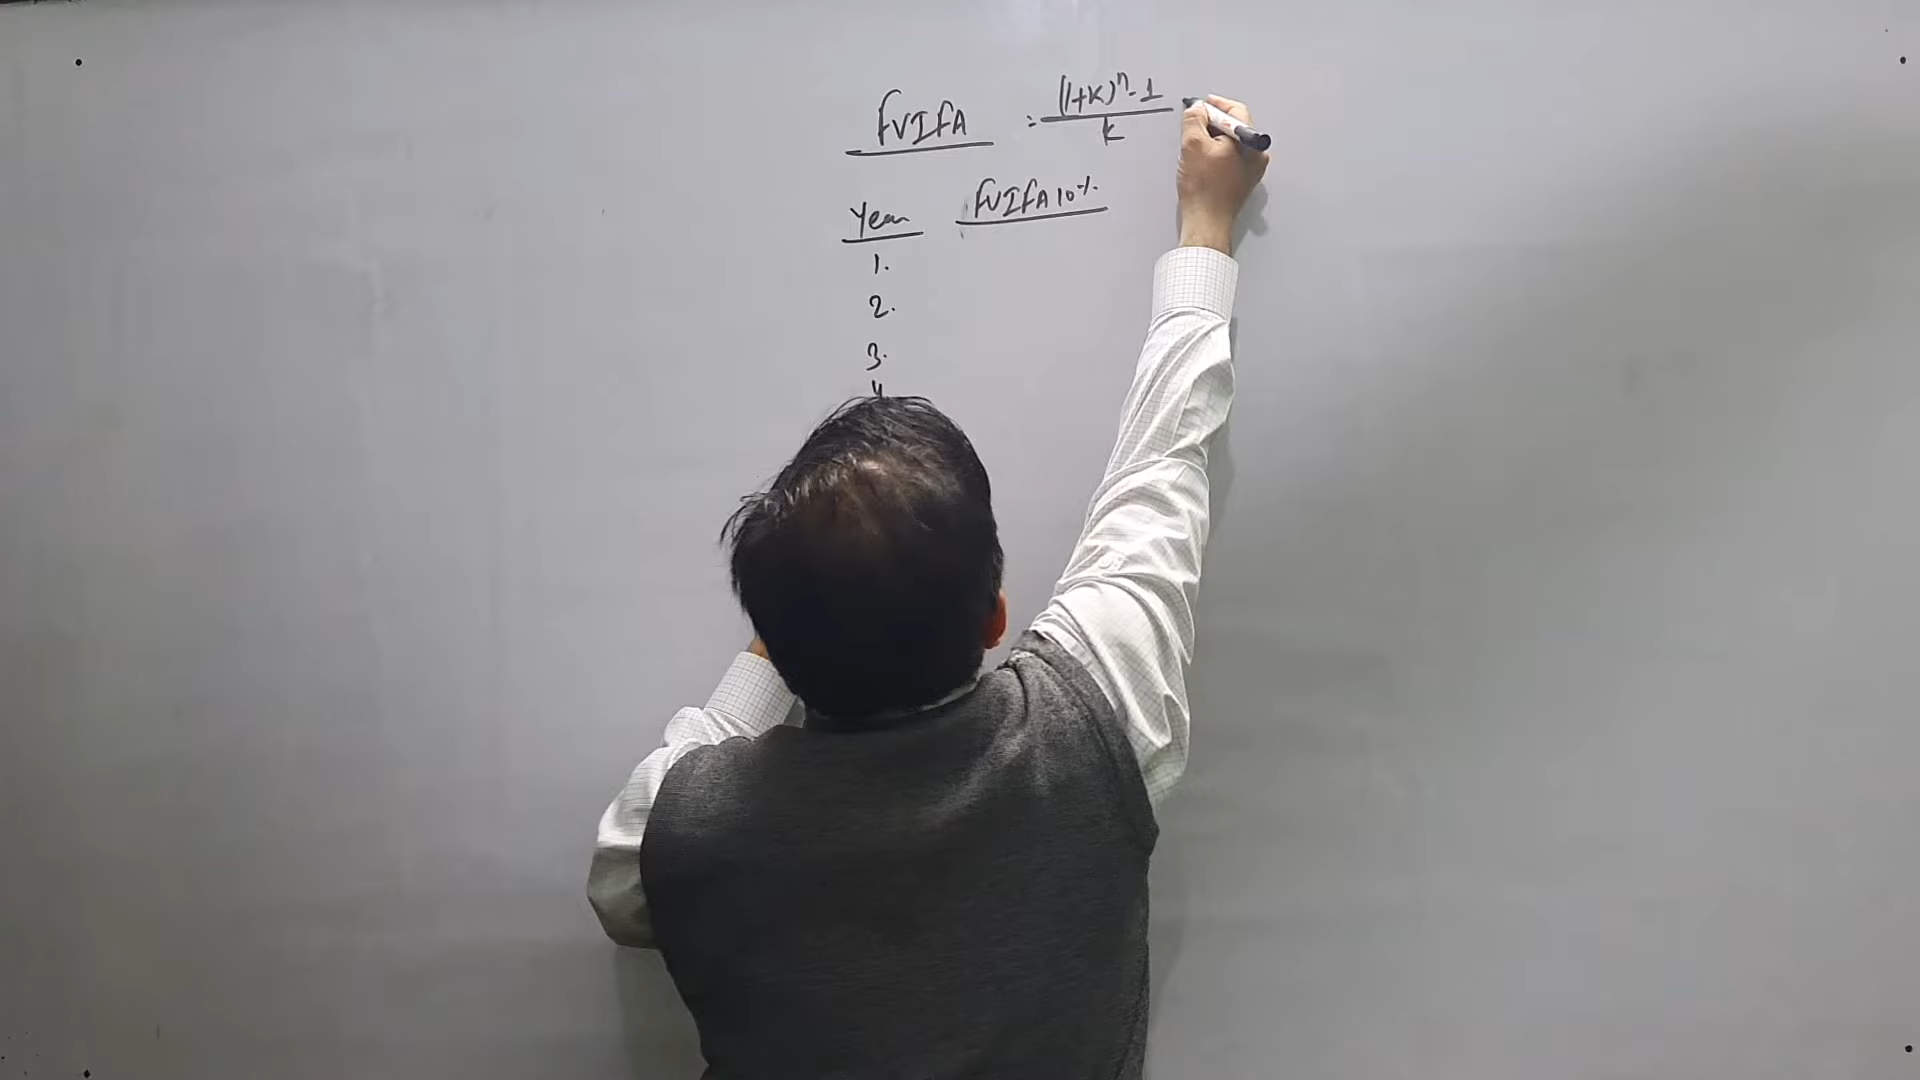 FVIFA = (1+K)^n - 1 / K
Year FVIFA 10%
1.
2.
3.
4